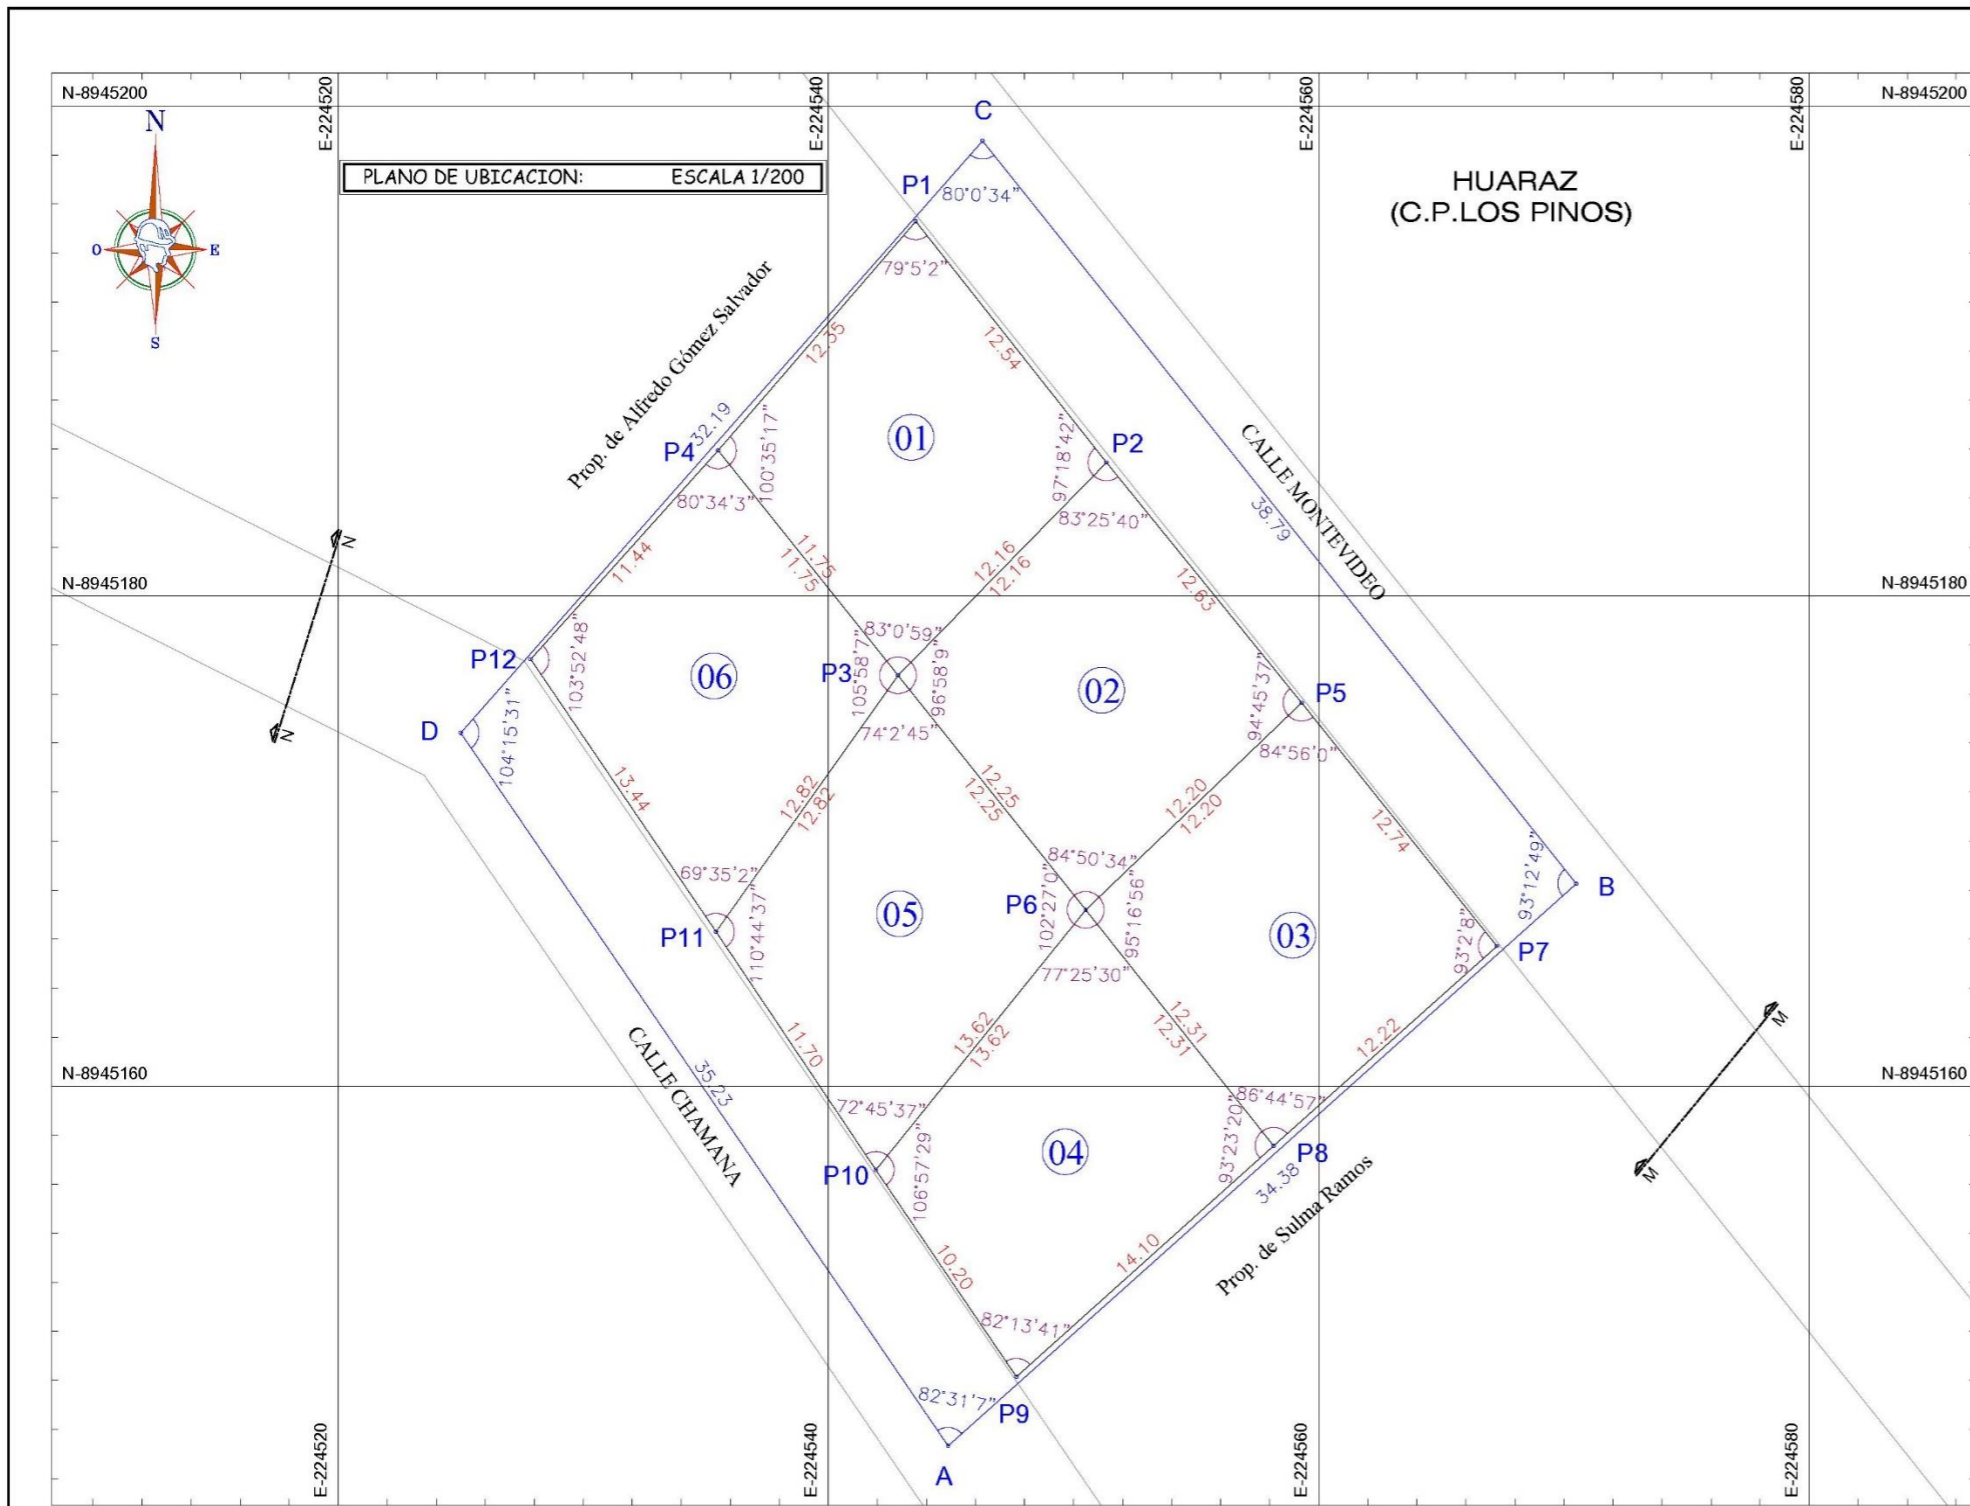 E-224520
E-224540
E-224560
E-224580
N-8945200
N-8945200
N
O
E
S
PLANO DE UBICACION: ESCALA 1/200
HUARAZ
(C.P.LOS PINOS)
C
80°0'34"
P1
79°5'2"
12.35
12.54
Prop. de Alfredo Gómez Salvador
32.19
P4
100°35'17"
80°34'3"
01
97°18'42"
P2
83°25'40"
CALLE MONTEVIDEO
38.79
11.44
11.75
11.75
12.16
12.16
12.63
N-8945180
N-8945180
N
N
P12
103°52'48"
D
104°15'31"
06
P3
83°0'59"
105°58'7"
96°58'9"
74°2'45"
02
94°45'37"
P5
84°56'0"
13.44
12.82
12.82
12.25
12.25
12.20
12.20
12.74
69°35'2"
P11
110°44'37"
05
P6
84°50'34"
102°27'0"
95°16'56"
77°25'30"
03
93°2'8"
P7
93°12'49"
B
M
M
CALLE CHAMANA
35.23
11.70
13.62
13.62
12.31
12.31
12.22
N-8945160
N-8945160
72°45'37"
P10
106°57'29"
04
86°44'57"
93°23'20"
P8
34.38
Prop. de Sulma Ramos
10.20
14.10
82°13'41"
82°31'7"
P9
A
E-224520
E-224540
E-224560
E-224580